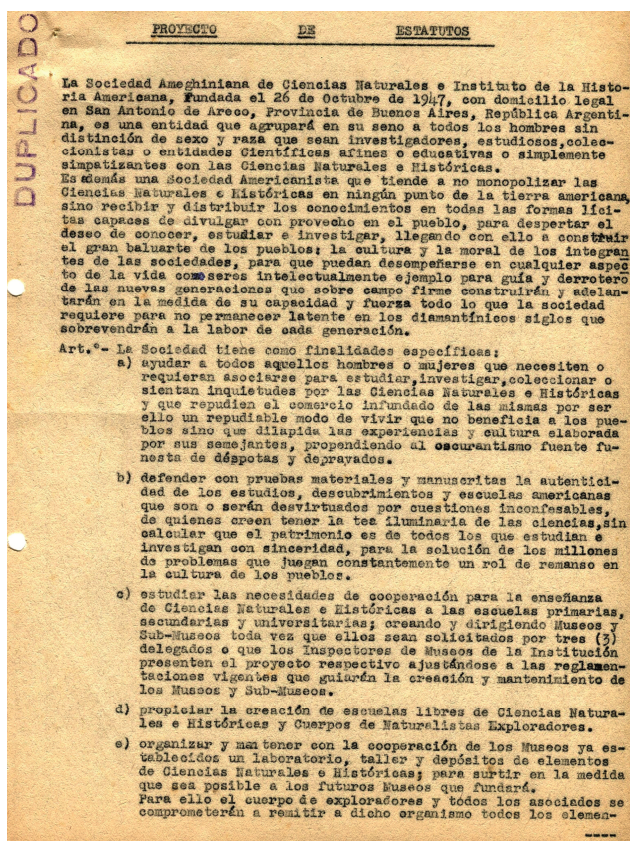 PROYECTO DE ESTATUTOS
DUPLICADO
La Sociedad Ameghiniana de Ciencias Naturales e Instituto de la Histo-
ria Americana, Fundada el 26 de Octubre de 1947, con domicilio legal
en San Antonio de Areco, Provincia de Buenos Aires, República Argenti-
na, es una entidad que agrupará en su seno a todos los hombres sin
distinción de sexo y raza que sean investigadores, estudiosos,colec-
cionistas o entidades Científicas afines o educativas o simplemente
simpatizantes con las Ciencias Naturales e Históricas.
Es además una Sociedad Americanista que tiende a no monopolizar las
Ciencias Naturales e Históricas en ningún punto de la tierra americana,
sino recibir y distribuir los conocimientos en todas las formas líci-
tas capaces de divulgar con provecho en el pueblo, para despertar el
deseo de conocer, estudiar e investigar, llegando con ello a construir
el gran baluarte de los pueblos: la cultura y la moral de los integran
tes de las sociedades, para que puedan desempeñarse en cualquier aspec
to de la vida como seres intelectualmente ejemplo para guía y derrotero
de las nuevas generaciones que sobre campo firme construirán y adelan-
tarán en la medida de su capacidad y fuerza todo lo que la sociedad
requiere para no permanecer latente en los diamantínicos siglos que
sobrevendrán a la labor de cada generación.
Art.°- La Sociedad tiene como finalidades específicas:
a) ayudar a todos aquellos hombres o mujeres que necesiten o
requieran asociarse para estudiar,investigar,coleccionar o
sientan inquietudes por las Ciencias Naturales e Históricas
y que repudien el comercio infundado de las mismas por ser
ello un repudiable modo de vivir que no beneficia a los pue-
blos sino que dilapida las experiencias y cultura elaborada
por sus semejantes, propendiendo al oscurantismo fuente fu-
nesta de déspotas y depravados.
b) defender con pruebas materiales y manuscritas la autentici-
dad de los estudios, descubrimientos y escuelas americanas
que son o serán desvirtuados por cuestiones inconfesables,
de quienes creen tener la tea iluminaria de las ciencias,sin
calcular que el patrimonio es de todos los que estudian e
investigan con sinceridad, para la solución de los millones
de problemas que juegan constantemente un rol de remanso en
la cultura de los pueblos.
c) estudiar las necesidades de cooperación para la enseñanza
de Ciencias Naturales e Históricas a las escuelas primarias,
secundarias y universitarias; creando y dirigiendo Museos y
Sub-Museos toda vez que ellos sean solicitados por tres (3)
delegados o que los Inspectores de Museos de la Institución
presenten el proyecto respectivo ajustándose a las reglamen-
taciones vigentes que guiarán la creación y mantenimiento de
los Museos y Sub-Museos.
d) propiciar la creación de escuelas libres de Ciencias Natura-
les e Históricas y Cuerpos de Naturalistas Exploradores.
e) organizar y mantener con la cooperación de los Museos ya es-
tablecidos un laboratorio, taller y depósitos de elementos
de Ciencias Naturales e Históricas; para surtir en la medida
que sea posible a los futuros Museos que fundará.
Para ello el cuerpo de exploradores y todos los asociados se
comprometerán a remitir a dicho organismo todos los elemen-
----